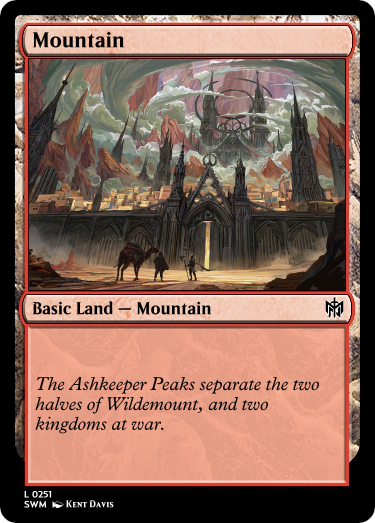 Mountain
Basic Land — Mountain
The Ashkeeper Peaks separate the two
halves of Wildemount, and two
kingdoms at war.
L 0251
SWM Kent Davis